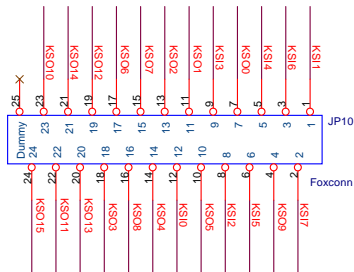 KSO10 KSO14 KSO12 KSO6 KSO7 KSO2 KSO1 KSI3 KSO0 KSI4 KSI6 KSI1
25 23 21 19 17 15 13 11 9 7 5 3 1
JP10
Dummy 23 21 19 17 15 13 11 9 7 5 3 1
24 22 20 18 16 14 12 10 8 6 4 2
24 22 20 18 16 14 12 10 8 6 4 2
Foxconn
KSO15 KSO11 KSO13 KSO3 KSO8 KSO4 KSI0 KSO5 KSI2 KSI5 KSO9 KSI7